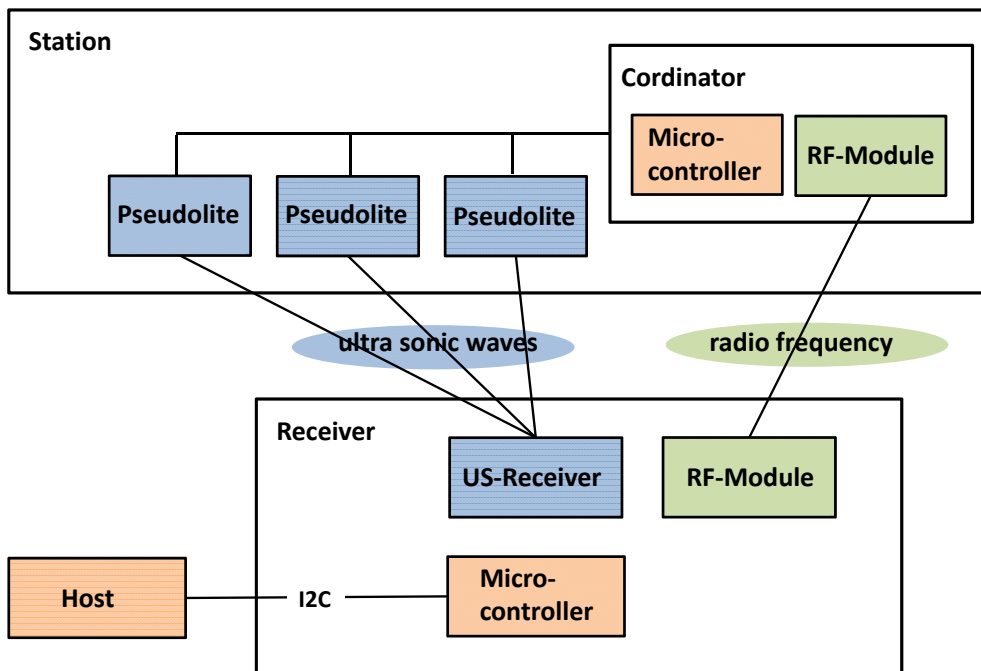 Station
Cordinator
Micro-
controller
RF-Module
Pseudolite
Pseudolite
Pseudolite
ultra sonic waves
radio frequency
Receiver
US-Receiver
RF-Module
Host
I2C
Micro-
controller